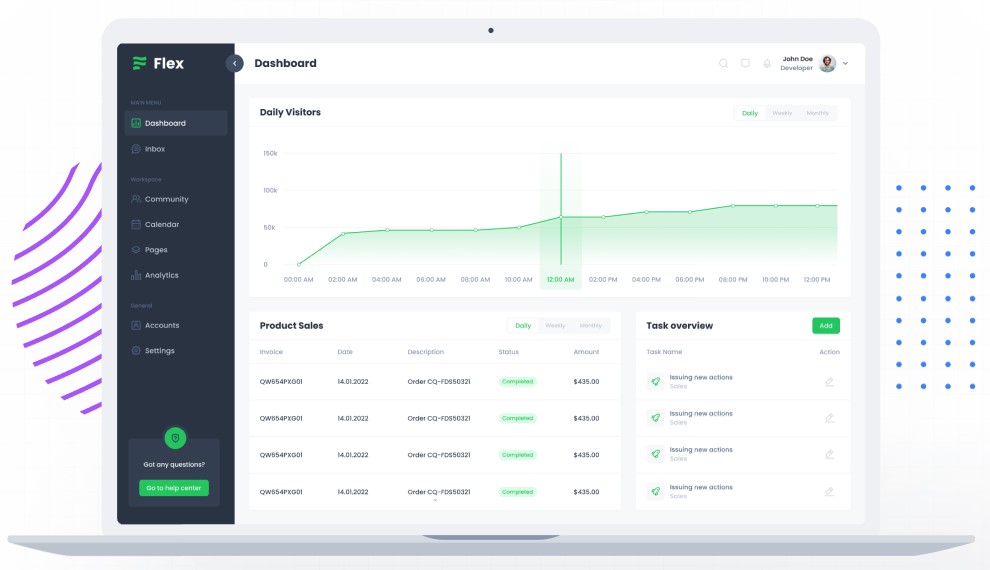 Flex
MAIN MENU
Dashboard
Inbox
Workspace
Community
Calendar
Pages
Analytics
General
Accounts
Settings
Got any questions?
Go to help center
Dashboard
John Doe
Developer
Daily Visitors
Daily Weekly Monthly
150k
100k
50k
0
00:00 AM 02:00 AM 04:00 AM 06:00 AM 08:00 AM 10:00 AM 12:00 AM 02:00 PM 04:00 PM 06:00 PM 08:00 PM 10:00 PM 12:00 PM
Product Sales
Daily Weekly Monthly
Invoice Date Description Status Amount
QW654PXG01 14.01.2022 Order CQ-FDS50321 Completed $435.00
QW654PXG01 14.01.2022 Order CQ-FDS50321 Completed $435.00
QW654PXG01 14.01.2022 Order CQ-FDS50321 Completed $435.00
QW654PXG01 14.01.2022 Order CQ-FDS50321 Completed $435.00
Task overview
Add
Task Name Action
Issuing new actions
Sales
Issuing new actions
Sales
Issuing new actions
Sales
Issuing new actions
Sales